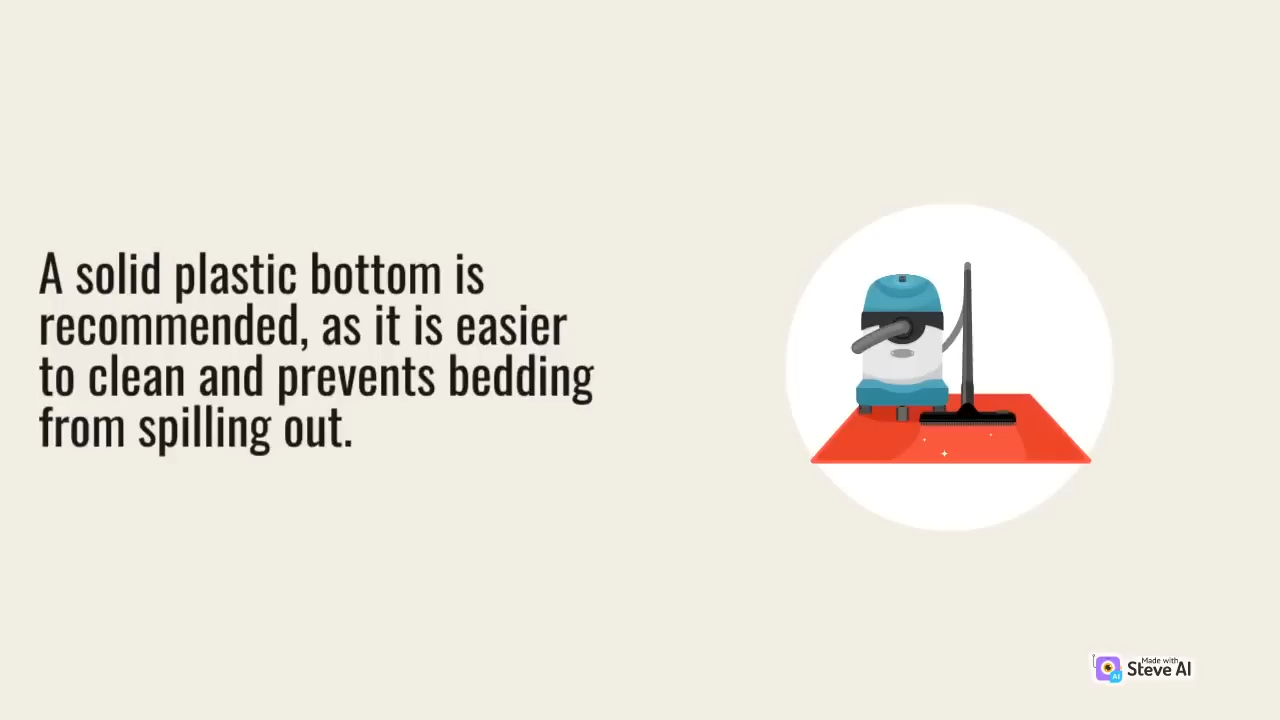 A solid plastic bottom is
recommended, as it is easier
to clean and prevents bedding
from spilling out.
Made with
Steve AI
AI